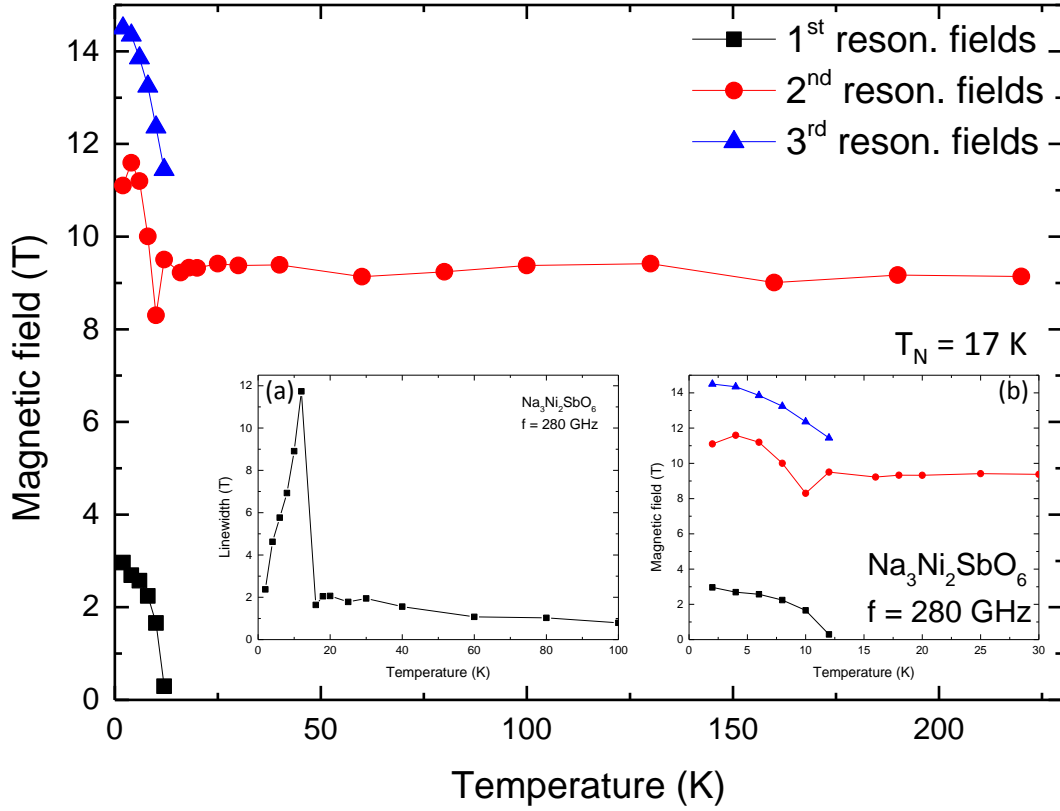 1st reson. fields
2nd reson. fields
3rd reson. fields
Magnetic field (T)
14
12
10
8
6
4
2
0
0 50 100 150 200
Temperature (K)
T_N = 17 K
(a)
Na₃Ni₂SbO₆
f = 280 GHz
Linewidth (T)
12
10
8
6
4
2
0
0 20 40 60 80 100
Temperature (K)
(b)
Magnetic field (T)
16
14
12
10
8
6
4
2
0
0 5 10 15 20 25 30
Temperature (K)
Na₃Ni₂SbO₆
f = 280 GHz